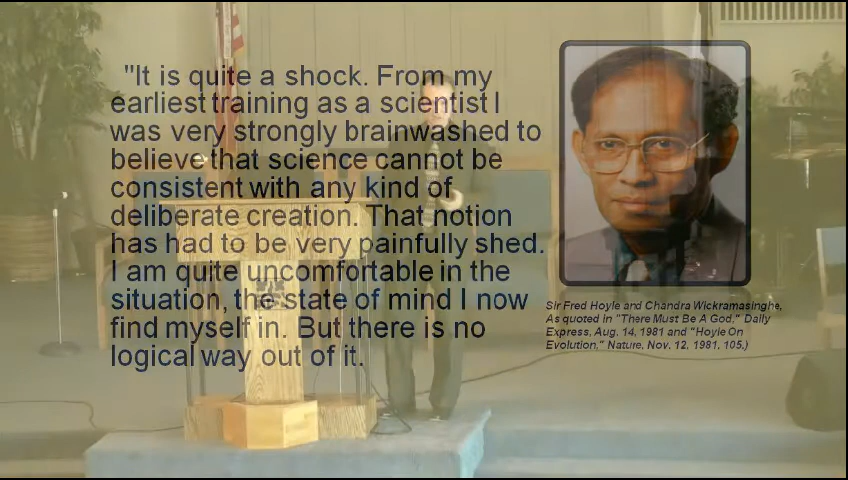 "It is quite a shock. From my
earliest training as a scientist I
was very strongly brainwashed to
believe that science cannot be
consistent with any kind of
deliberate creation. That notion
has had to be very painfully shed.
I am quite uncomfortable in the
situation, the state of mind I now
find myself in. But there is no
logical way out of it.
Sir Fred Hoyle and Chandra Wickramasinghe,
As quoted in "There Must Be A God," Daily
Express, Aug. 14, 1981 and "Hoyle On
Evolution," Nature, Nov. 12, 1981, 105.)